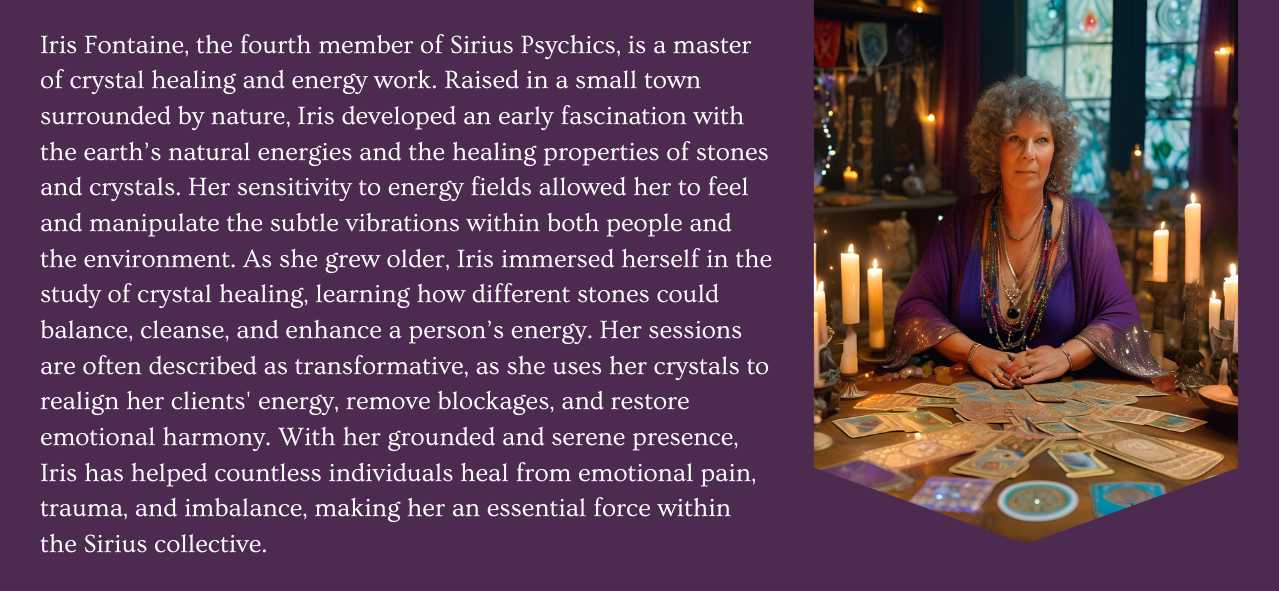 Iris Fontaine, the fourth member of Sirius Psychics, is a master
of crystal healing and energy work. Raised in a small town
surrounded by nature, Iris developed an early fascination with
the earth’s natural energies and the healing properties of stones
and crystals. Her sensitivity to energy fields allowed her to feel
and manipulate the subtle vibrations within both people and
the environment. As she grew older, Iris immersed herself in the
study of crystal healing, learning how different stones could
balance, cleanse, and enhance a person’s energy. Her sessions
are often described as transformative, as she uses her crystals to
realign her clients' energy, remove blockages, and restore
emotional harmony. With her grounded and serene presence,
Iris has helped countless individuals heal from emotional pain,
trauma, and imbalance, making her an essential force within
the Sirius collective.